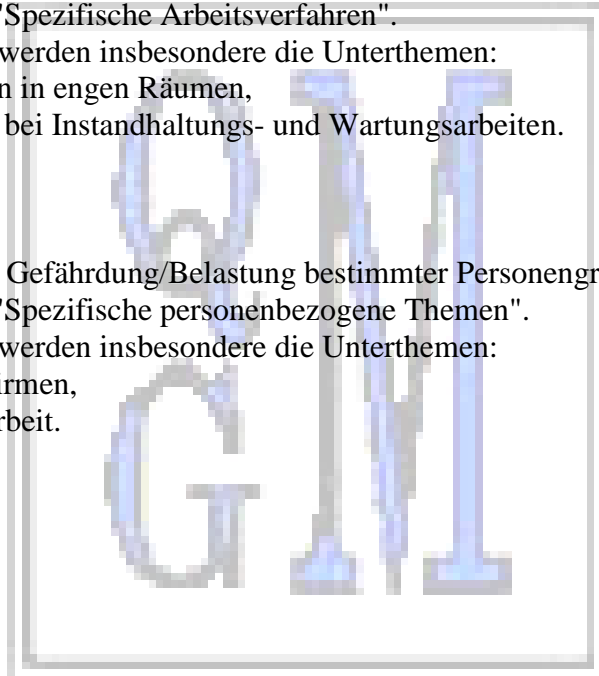 "Spezifische Arbeitsverfahren".
werden insbesondere die Unterthemen:
n in engen Räumen,
bei Instandhaltungs- und Wartungsarbeiten.
Gefährdung/Belastung bestimmter Personengr
"Spezifische personenbezogene Themen".
werden insbesondere die Unterthemen:
irmen,
rbeit.
Q M
G